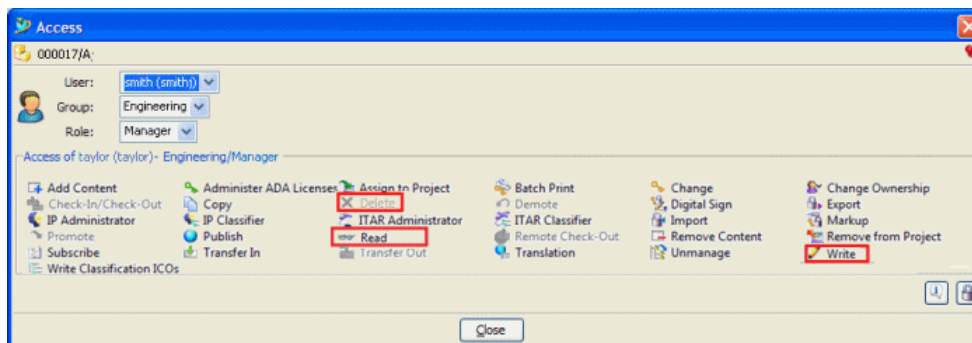 Access
000017/A;
User: smith (smithj)
Group: Engineering
Role: Manager
Access of taylor (taylor)- Engineering/Manager
Add Content Administer ADA Licenses Assign to Project Batch Print Change Change Ownership
Check-In/Check-Out Copy Delete Demote Digital Sign Export
IP Administrator IP Classifier ITAR Administrator ITAR Classifier Import Markup
Promote Publish Read Remote Check-Out Remove Content Remove from Project
Subscribe Transfer In Transfer Out Translation Unmanage Write
Write Classification ICOs
Close